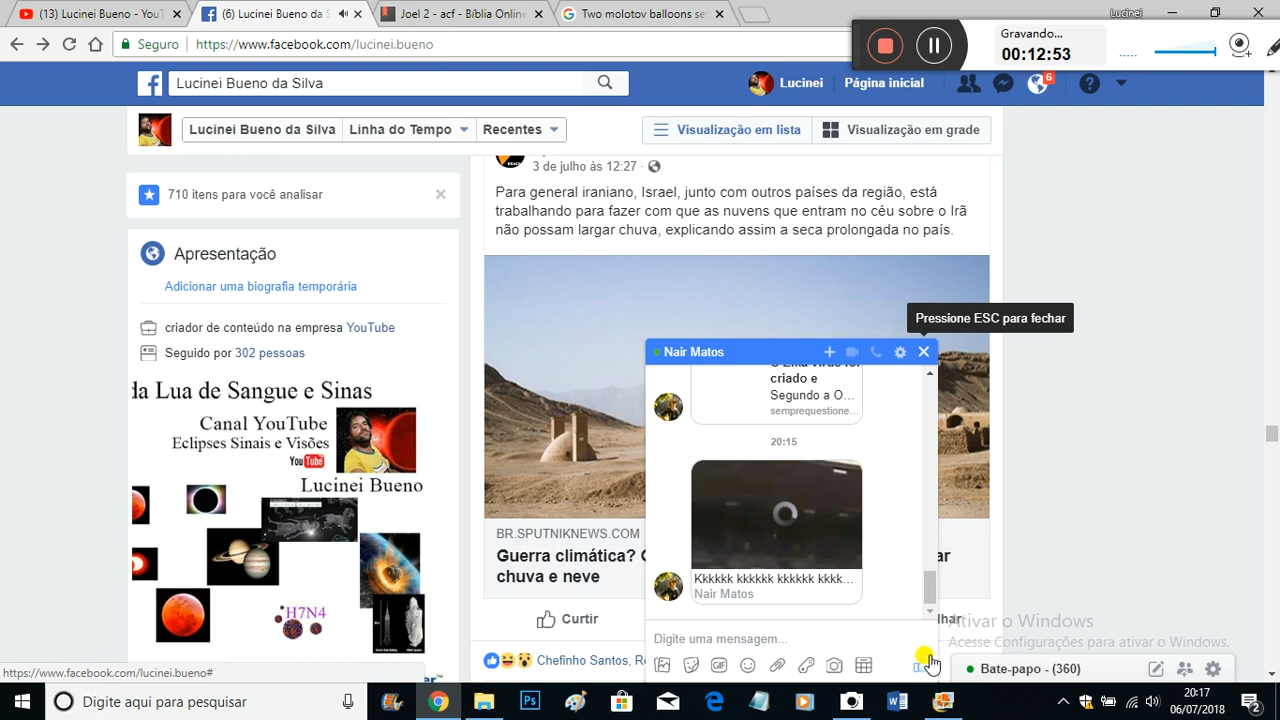 (13) Lucinei Bueno - YouT
(6) Lucinei Bueno da S
Joel 2 - acf - Bíblia Online
Two molotov balloons se
Lucinei
Seguro
https://www.facebook.com/lucinei.bueno
Gravando...
00:12:53
Lucinei Bueno da Silva
Lucinei
Página inicial
6
Lucinei Bueno da Silva
Linha do Tempo
Recentes
Visualização em lista
Visualização em grade
3 de julho às 12:27
710 itens para você analisar
Para general iraniano, Israel, junto com outros países da região, está
trabalhando para fazer com que as nuvens que entram no céu sobre o Irã
não possam largar chuva, explicando assim a seca prolongada no país.
Apresentação
Adicionar uma biografia temporária
criador de conteúdo na empresa YouTube
Seguido por 302 pessoas
da Lua de Sangue e Sinas
Canal YouTube
Eclipses Sinais e Visões
You Tube
Lucinei Bueno
H7N4
Pressione ESC para fechar
Nair Matos
criado e
Segundo a O...
semprequestione...
20:15
Kkkkkk kkkkkk kkkkkk kkkk...
Nair Matos
Digite uma mensagem...
BR.SPUTNIKNEWS.COM
Guerra climática?
chuva e neve
Curtir
Chefinho Santos, R
Ativar o Windows
Acesse Configurações para ativar o Windows.
Bate-papo - (360)
https://www.facebook.com/lucinei.bueno#
Digite aqui para pesquisar
20:17
06/07/2018
2